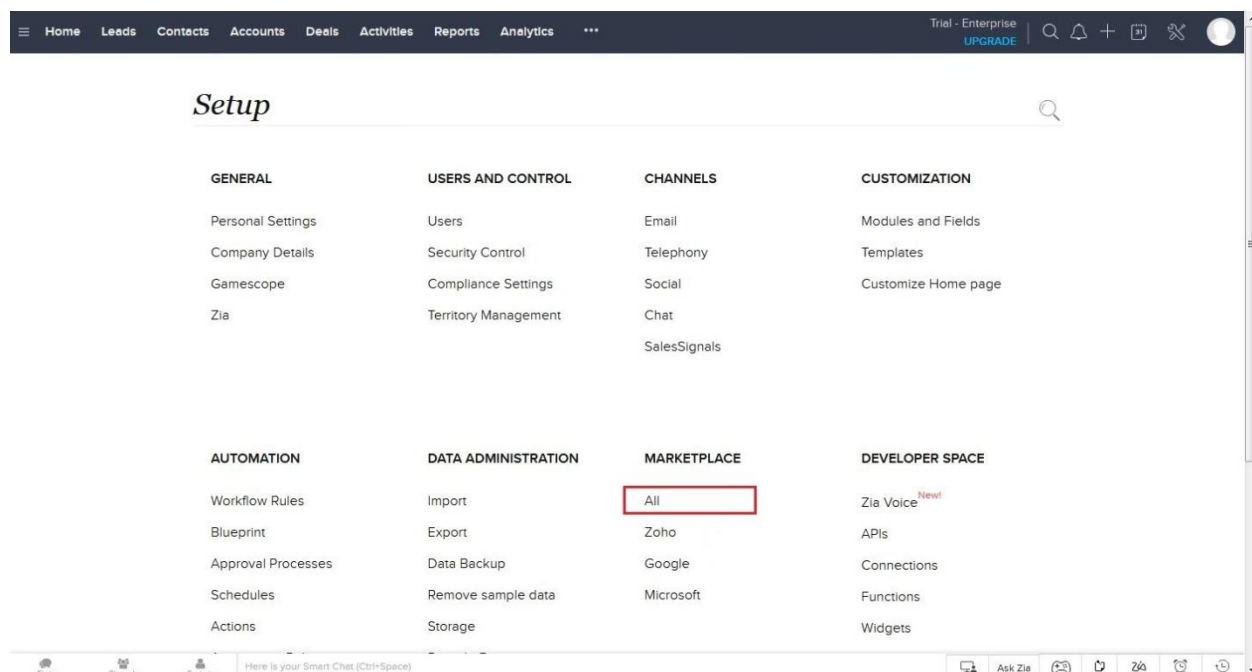 Home Leads Contacts Accounts Deals Activities Reports Analytics •••
Trial - Enterprise
UPGRADE
31
Setup
GENERAL
Personal Settings
Company Details
Gamescope
Zia
USERS AND CONTROL
Users
Security Control
Compliance Settings
Territory Management
CHANNELS
Email
Telephony
Social
Chat
SalesSignals
CUSTOMIZATION
Modules and Fields
Templates
Customize Home page
AUTOMATION
Workflow Rules
Blueprint
Approval Processes
Schedules
Actions
DATA ADMINISTRATION
Import
Export
Data Backup
Remove sample data
Storage
MARKETPLACE
All
Zoho
Google
Microsoft
DEVELOPER SPACE
Zia Voice New!
APIs
Connections
Functions
Widgets
Here is your Smart Chat (Ctrl+Space)
Ask Zia